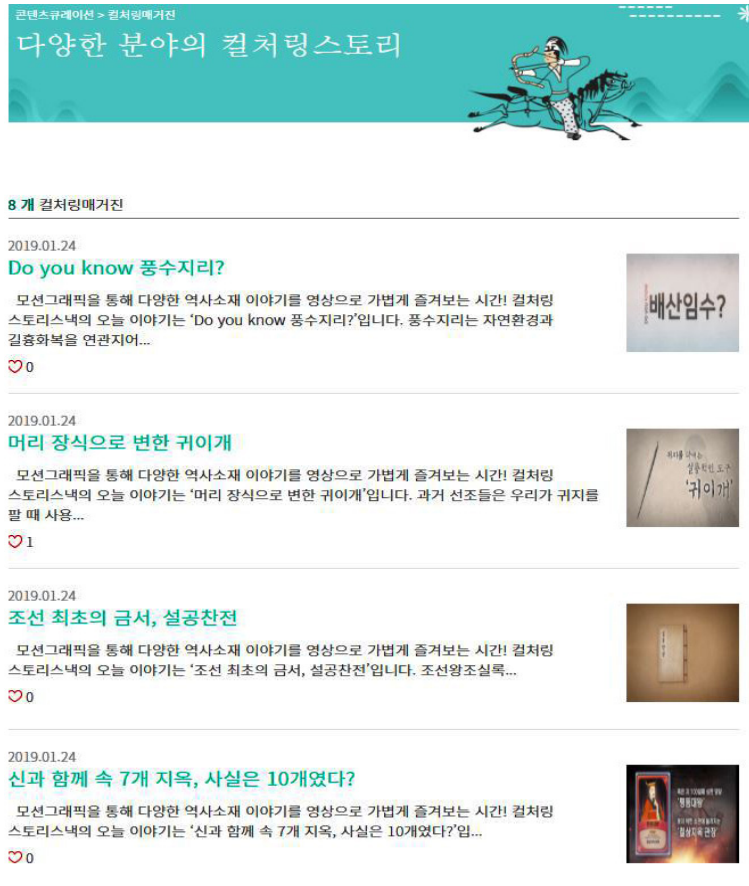 콘텐츠큐레이션 > 컬처링매거진
다양한 분야의 컬처링스토리
8 개 컬처링매거진
2019.01.24
Do you know 풍수지리?
모션그래픽을 통해 다양한 역사소재 이야기를 영상으로 가볍게 즐겨보는 시간! 컬처링
스토리스낵의 오늘 이야기는 ‘Do you know 풍수지리?’입니다. 풍수지리는 자연환경과
길흉화복을 연관지어...
0
배산임수?
2019.01.24
머리 장식으로 변한 귀이개
모션그래픽을 통해 다양한 역사소재 이야기를 영상으로 가볍게 즐겨보는 시간! 컬처링
스토리스낵의 오늘 이야기는 ‘머리 장식으로 변한 귀이개’입니다. 과거 선조들은 우리가 귀지를
팔 때 사용...
1
실용적인 도구
'귀이개'
2019.01.24
조선 최초의 금서, 설공찬전
모션그래픽을 통해 다양한 역사소재 이야기를 영상으로 가볍게 즐겨보는 시간! 컬처링
스토리스낵의 오늘 이야기는 ‘조선 최초의 금서, 설공찬전’입니다. 조선왕조실록...
0
2019.01.24
신과 함께 속 7개 지옥, 사실은 10개였다?
모션그래픽을 통해 다양한 역사소재 이야기를 영상으로 가볍게 즐겨보는 시간! 컬처링
스토리스낵의 오늘 이야기는 ‘신과 함께 속 7개 지옥, 사실은 10개였다?’입...
0